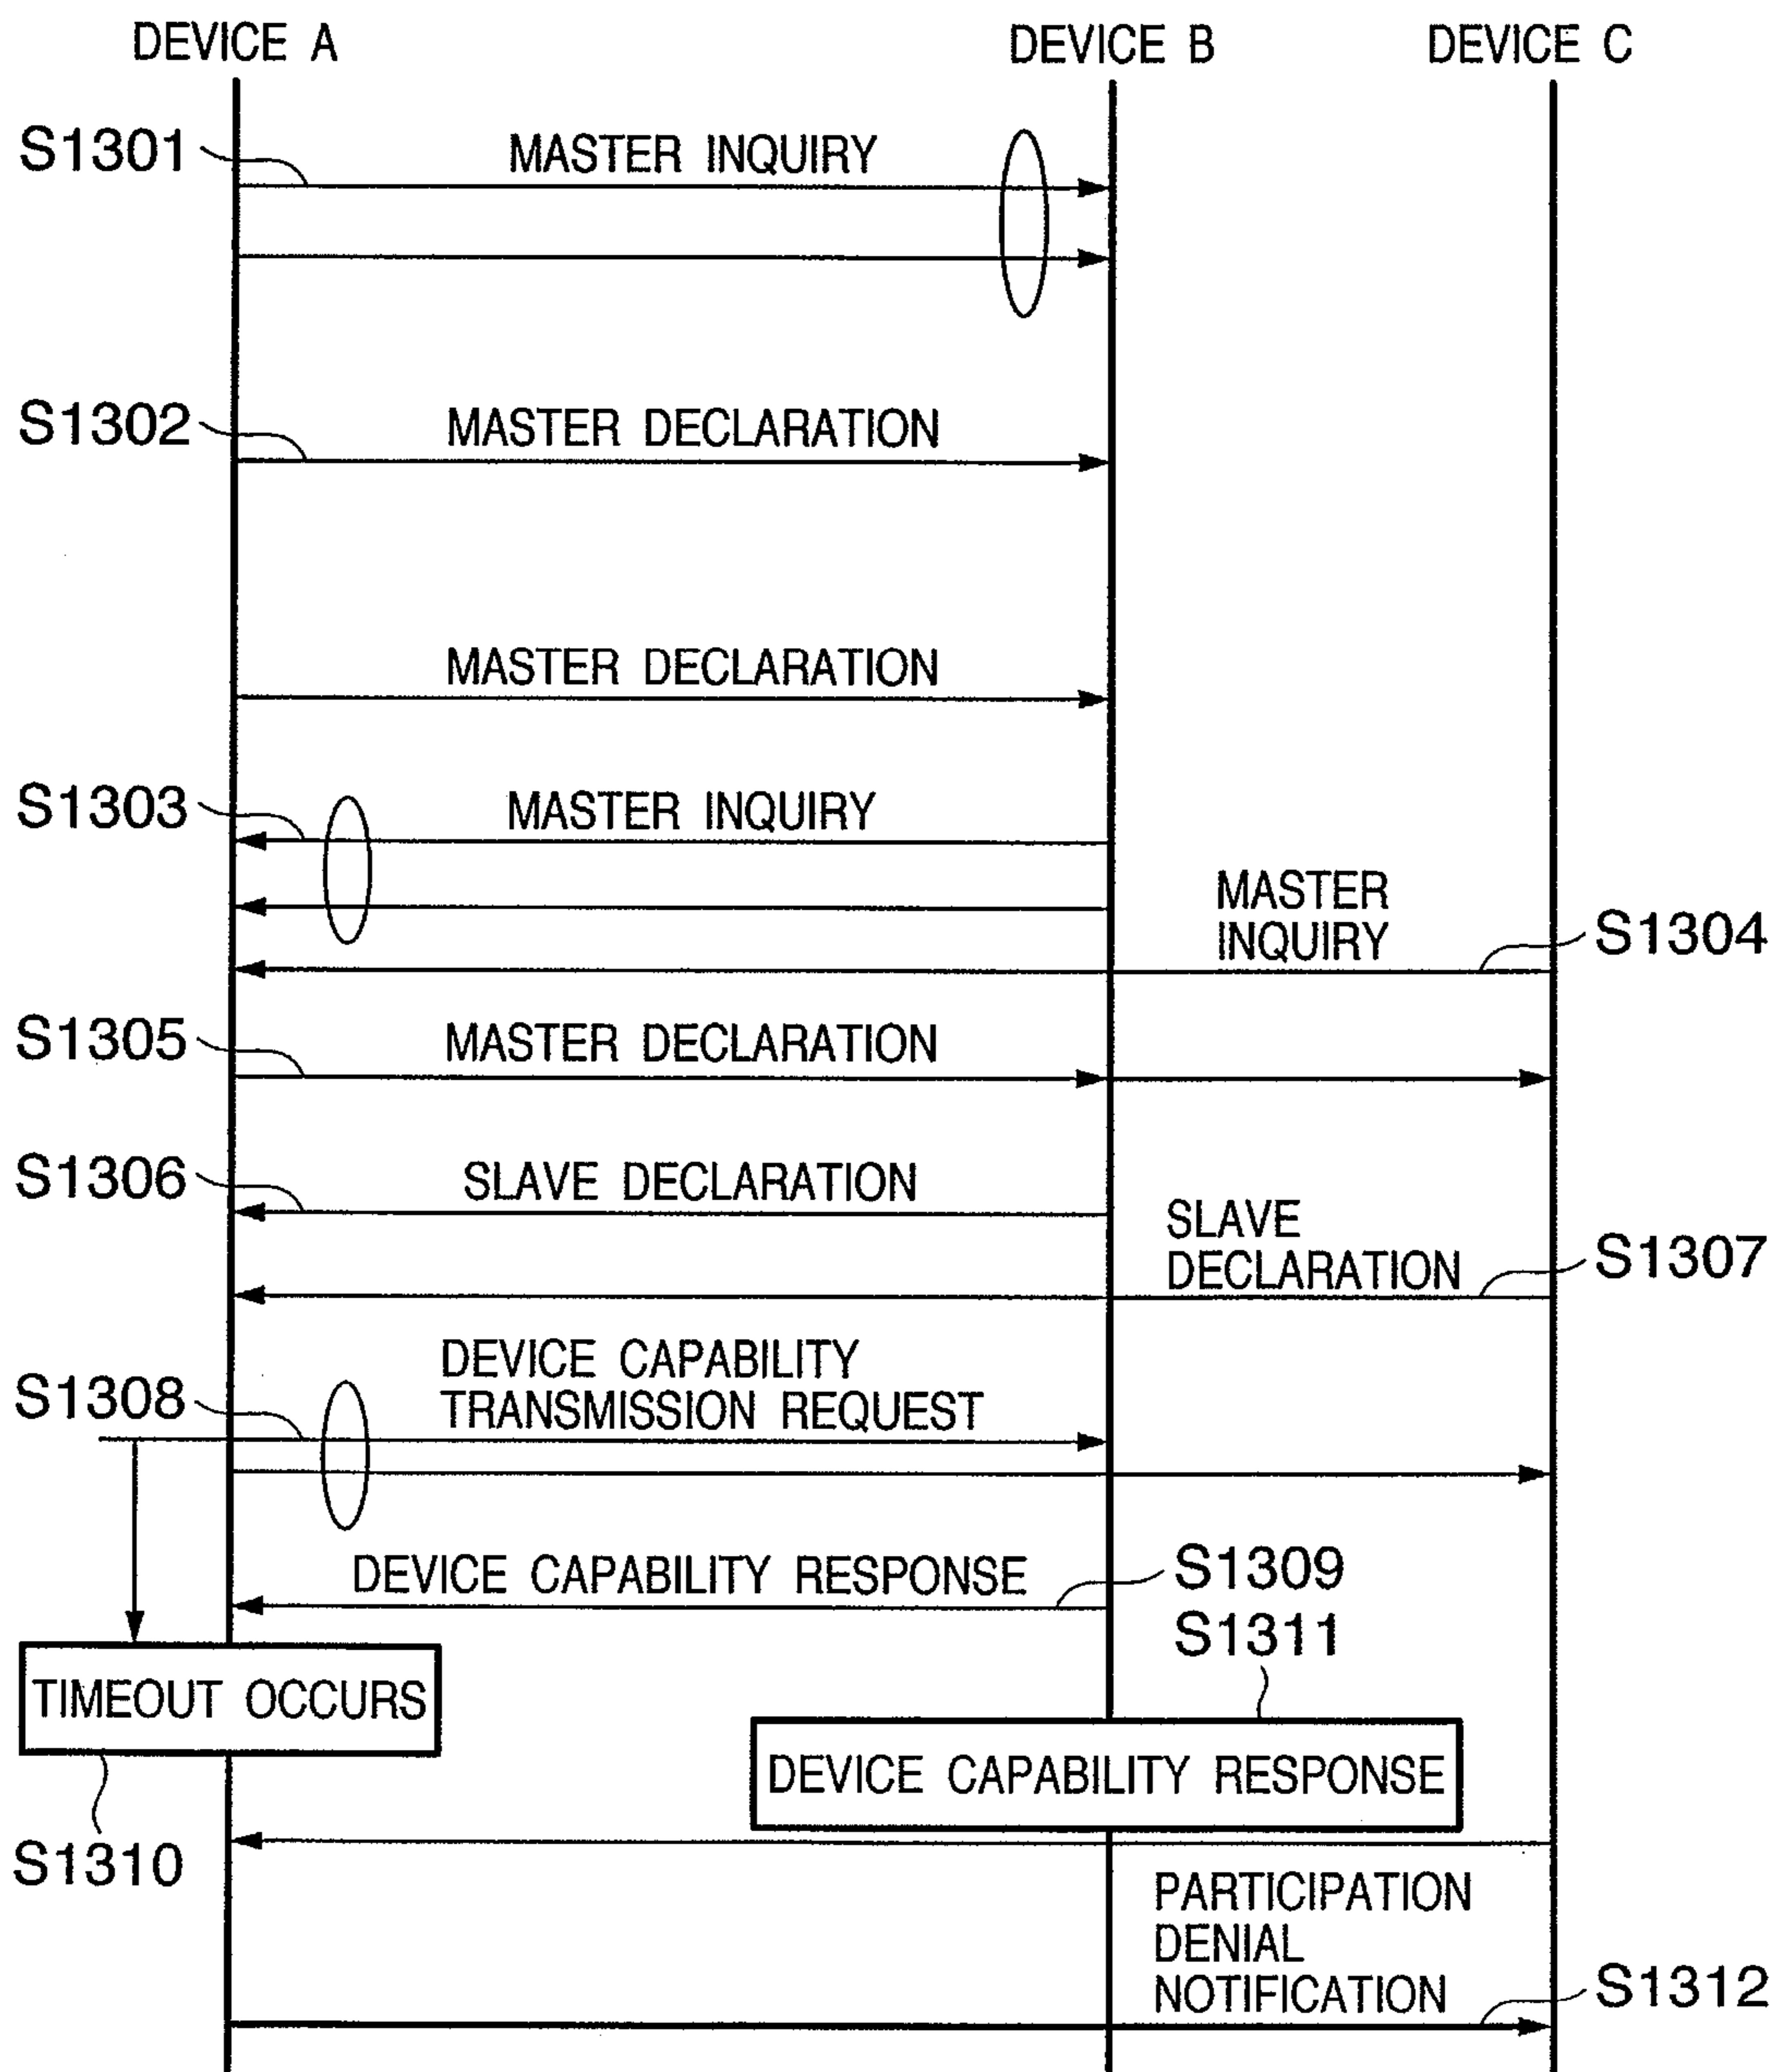 DEVICE A
DEVICE B
DEVICE C
S1301
MASTER INQUIRY
S1302
MASTER DECLARATION
MASTER DECLARATION
S1303
MASTER INQUIRY
MASTER
INQUIRY
S1304
S1305
MASTER DECLARATION
S1306
SLAVE DECLARATION
SLAVE
DECLARATION
S1307
S1308
DEVICE CAPABILITY
TRANSMISSION REQUEST
DEVICE CAPABILITY RESPONSE
S1309
S1311
TIMEOUT OCCURS
DEVICE CAPABILITY RESPONSE
S1310
PARTICIPATION
DENIAL
NOTIFICATION
S1312